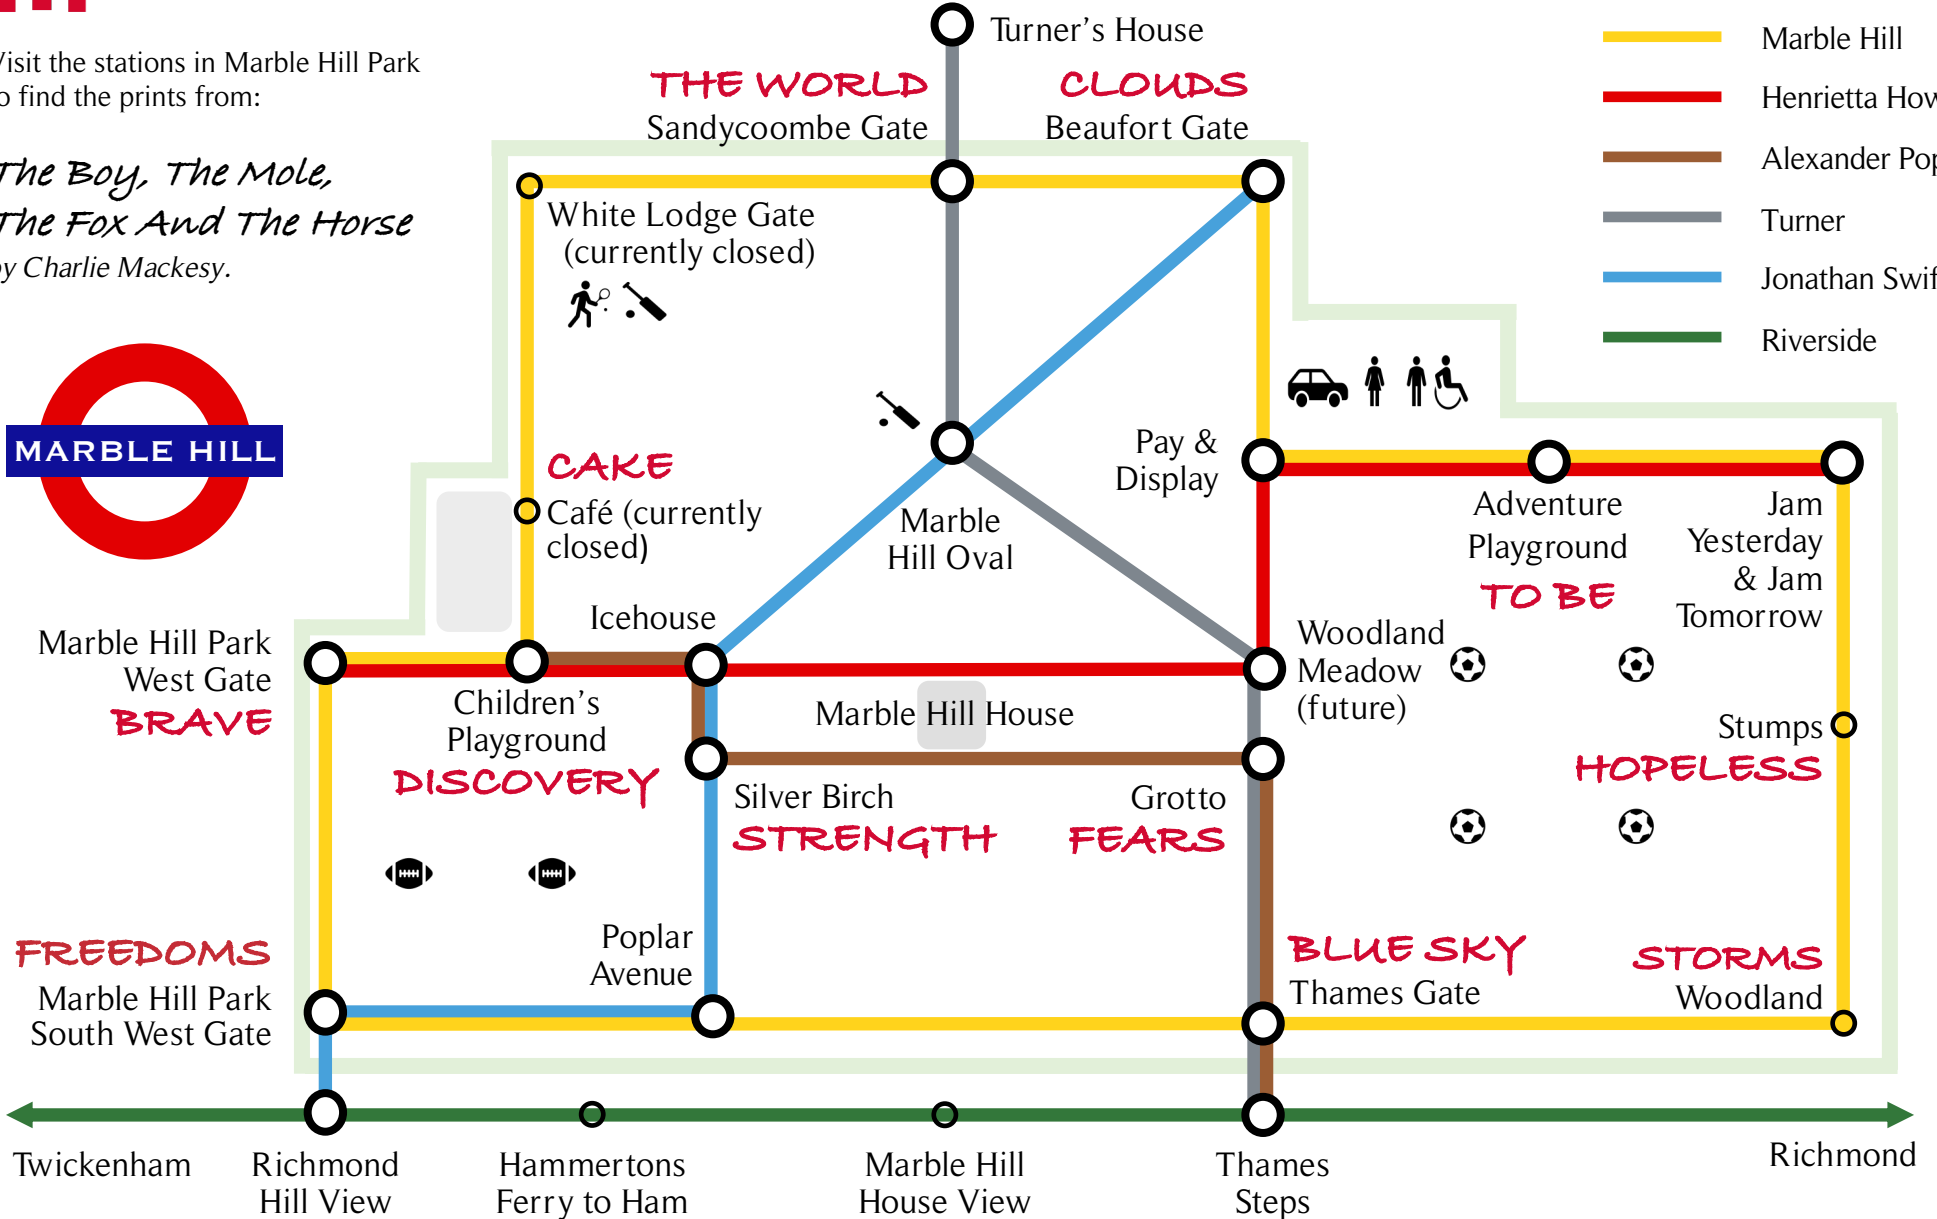 Visit the stations in Marble Hill Park
to find the prints from:
The Boy, The Mole,
The Fox And The Horse
by Charlie Mackesy.
MARBLE HILL
Turner's House
THE WORLD
Sandycoombe Gate
CLOUDS
Beaufort Gate
Marble Hill
Henrietta How
Alexander Pop
Turner
Jonathan Swif
Riverside
White Lodge Gate
(currently closed)
CAKE
Café (currently
closed)
Marble
Hill Oval
Pay &
Display
Adventure
Playground
TO BE
Jam
Yesterday
& Jam
Tomorrow
Icehouse
Marble Hill Park
West Gate
BRAVE
Children's
Playground
DISCOVERY
Marble Hill House
Woodland
Meadow
(future)
Stumps
HOPELESS
Silver Birch
STRENGTH
Grotto
FEARS
Poplar
Avenue
FREEDOMS
Marble Hill Park
South West Gate
BLUE SKY
Thames Gate
STORMS
Woodland
Twickenham
Richmond
Hill View
Hammertons
Ferry to Ham
Marble Hill
House View
Thames
Steps
Richmond